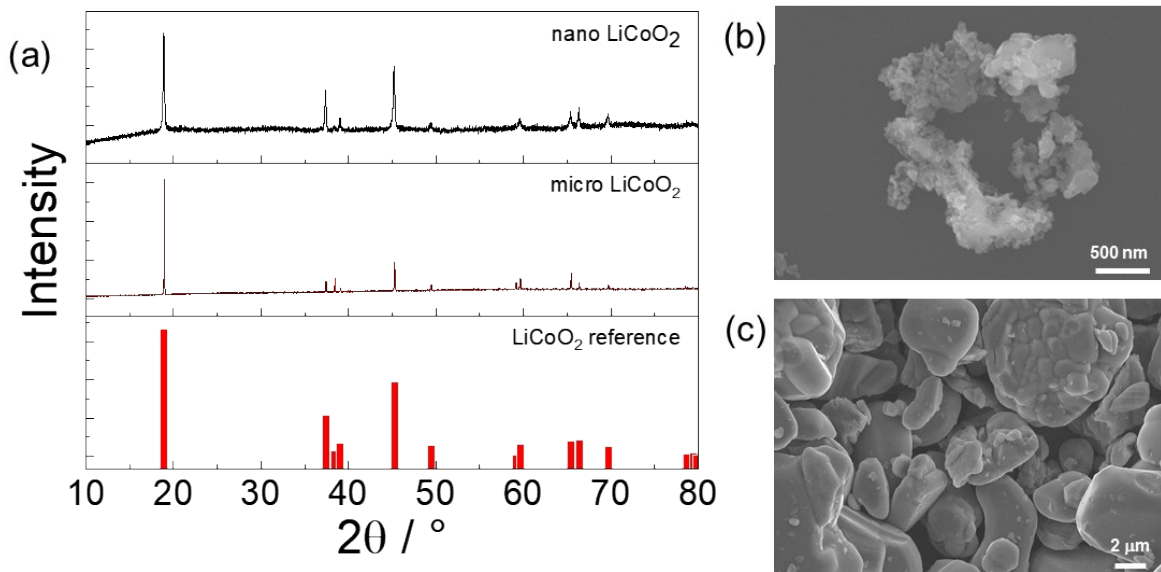 (a)
nano LiCoO₂
micro LiCoO₂
LiCoO₂ reference
Intensity
10 20 30 40 50 60 70 80
2θ / °
(b)
500 nm
(c)
2 μm